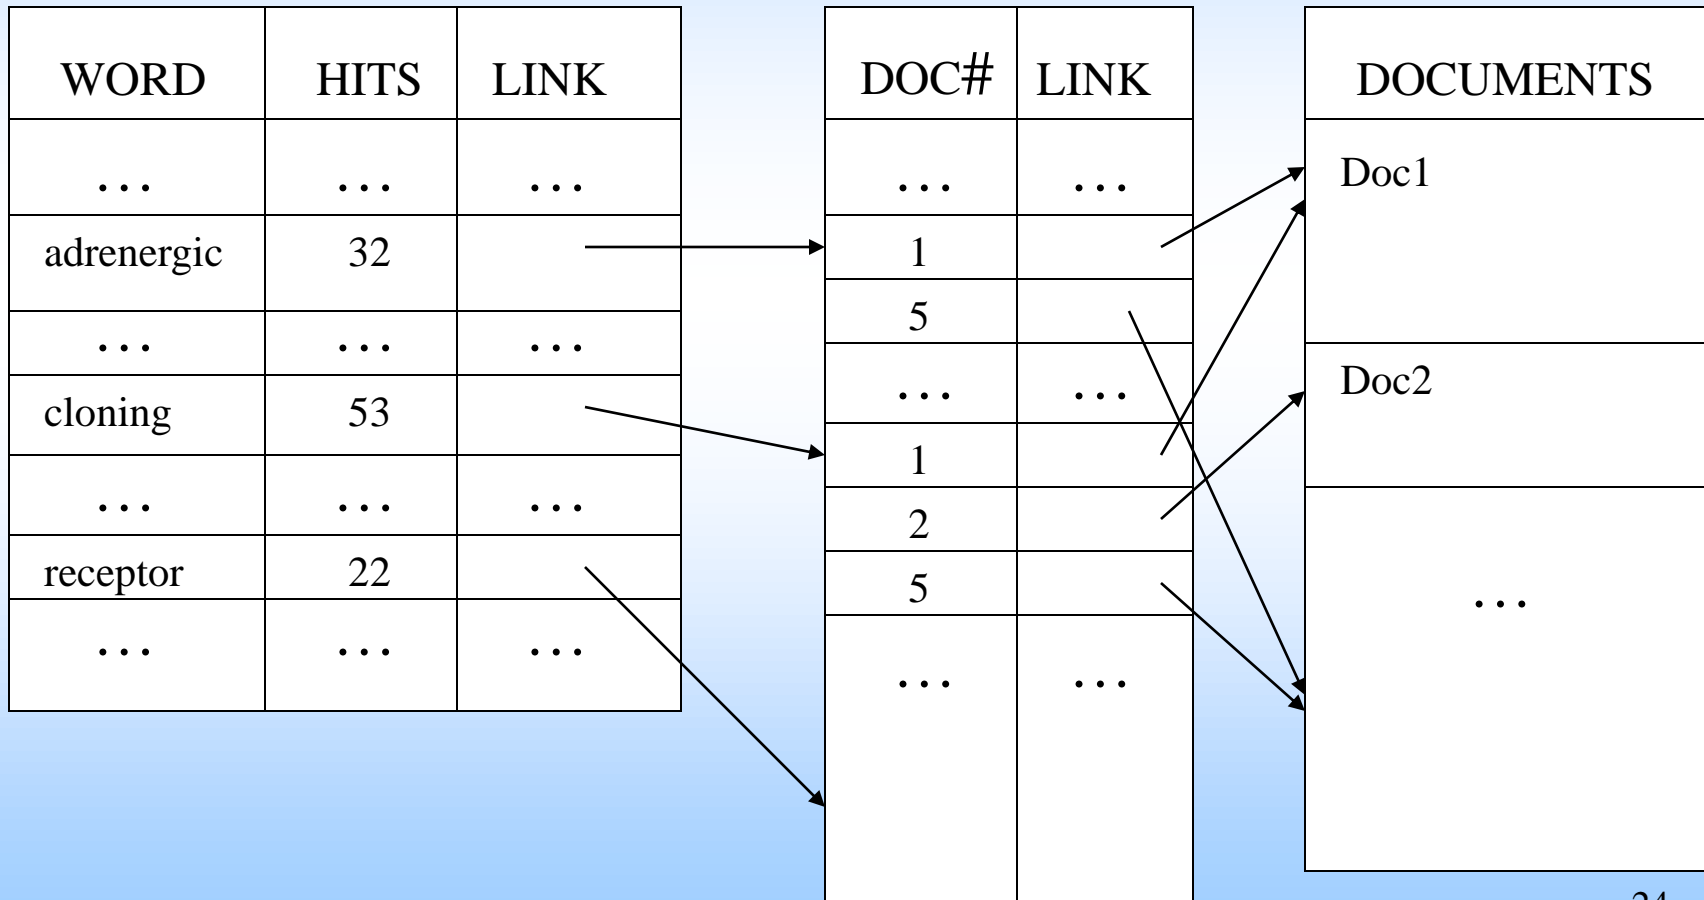 WORD HITS LINK
… … …
adrenergic 32
… … …
cloning 53
… … …
receptor 22
… … …
DOC# LINK
… …
1
5
… …
1
2
5
… …
DOCUMENTS
Doc1
Doc2
…